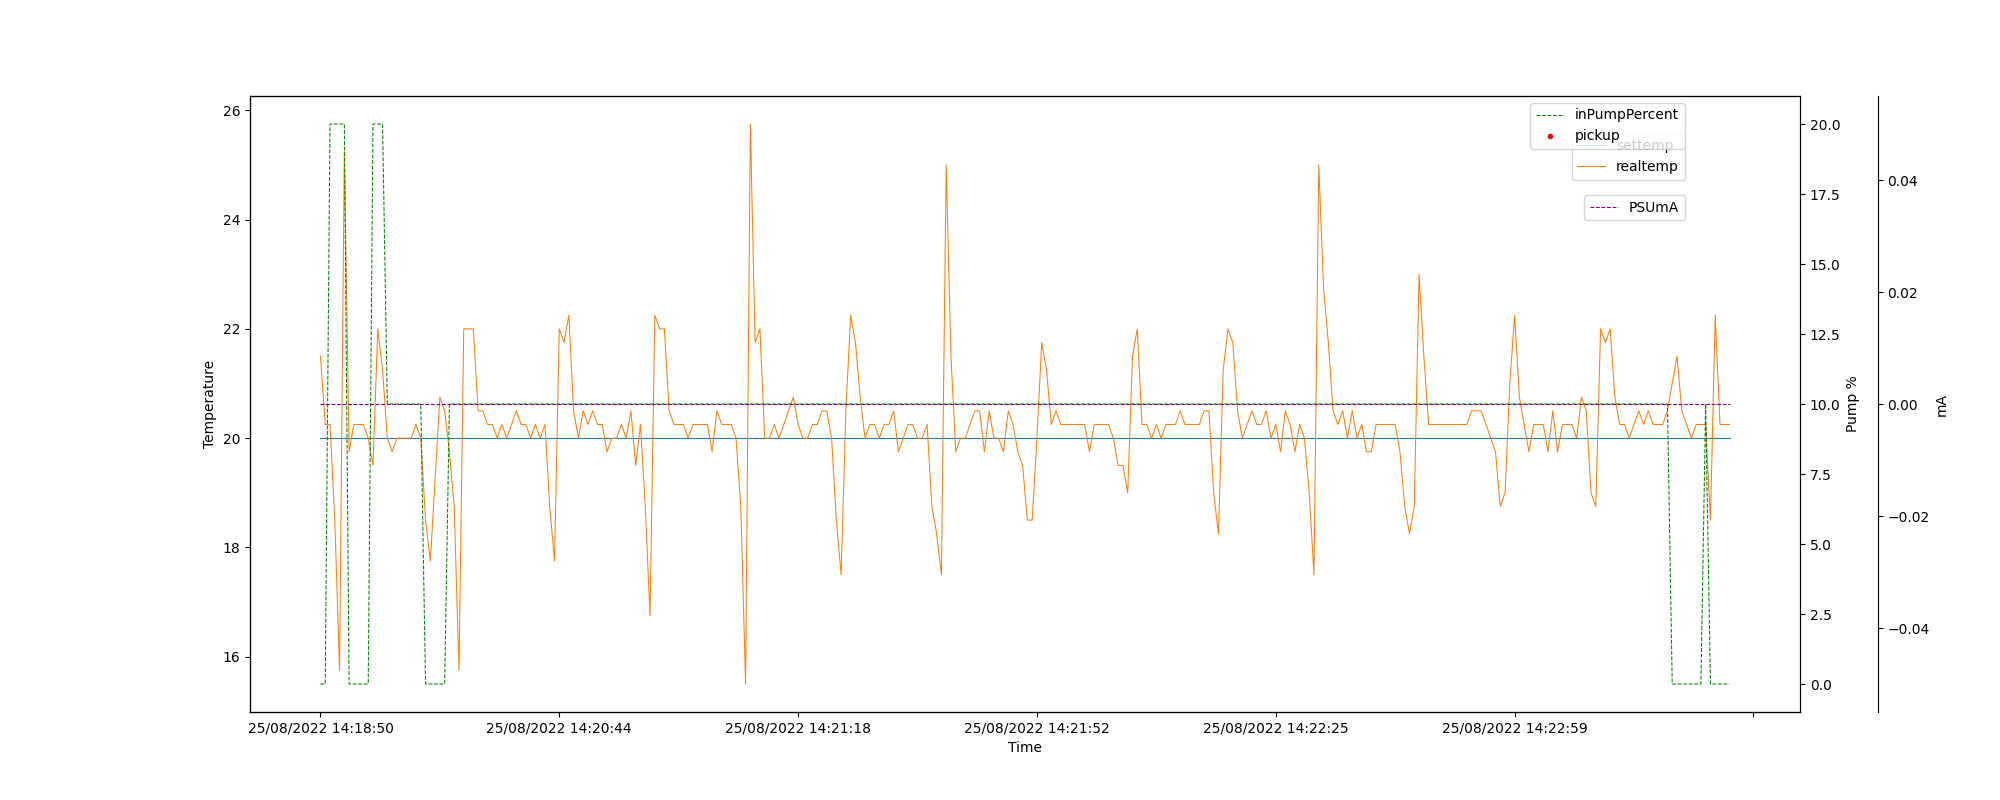 inPumpPercent
pickup
settemp
realtemp
PSUmA
26
24
22
20
18
16
Temperature
20.0
17.5
15.0
12.5
10.0
7.5
5.0
2.5
0.0
Pump %
0.04
0.02
0.00
−0.02
−0.04
mA
25/08/2022 14:18:50
25/08/2022 14:20:44
25/08/2022 14:21:18
25/08/2022 14:21:52
25/08/2022 14:22:25
25/08/2022 14:22:59
Time